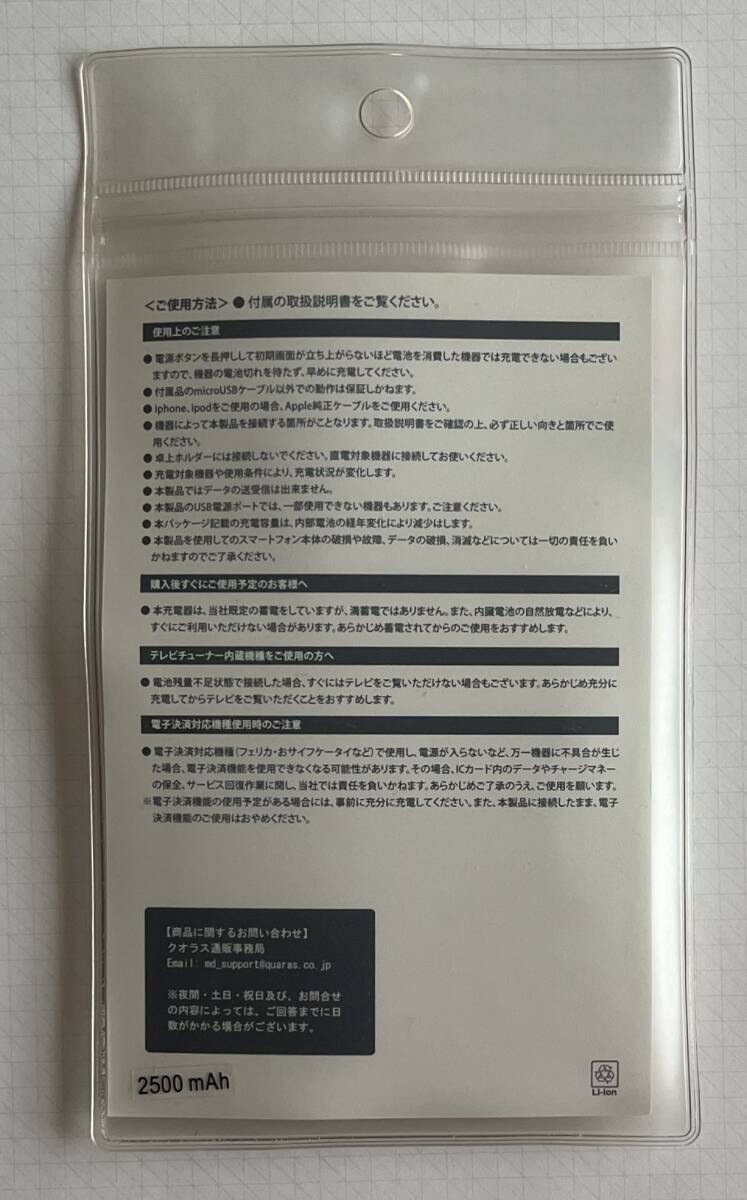 <ご使用方法> ● 付属の取扱説明書をご覧ください。
使用上のご注意
● 電源ボタンを長押しして初期画面が立ち上がらないほど電池を消費した機器では充電できない場合もござい
ますので、機器の電池切れを待たず、早めに充電してください。
● 付属品のmicroUSBケーブル以外での動作は保証しかねます。
● Iphone、ipodをご使用の場合、Apple純正ケーブルをご使用ください。
● 機器によって本製品を接続する箇所がことなります。取扱説明書をご確認の上、必ず正しい向きと箇所でご使
用ください。
● 卓上ホルダーには接続しないでください。直電対象機器に接続してお使いください。
● 充電対象機器や使用条件により、充電状況が変化します。
● 本製品ではデータの送受信は出来ません。
● 本製品のUSB電源ポートでは、一部使用できない機器もあります。ご注意ください。
● 本パッケージ記載の充電容量は、内部電池の経年変化により減少はします。
● 本製品を使用してのスマートフォン本体の破損や故障、データの破損、消滅などについては一切の責任を負い
かねますのでご了承ください。
購入後すぐにご使用予定のお客様へ
● 本充電器は、当社既定の蓄電をしていますが、満蓄電ではありません。また、内臓電池の自然放電などにより、
すぐにご利用いただけない場合があります。あらかじめ蓄電されてからのご使用をおすすめします。
テレビチューナー内蔵機種をご使用の方へ
● 電池残量不足状態で接続した場合、すぐにはテレビをご覧いただけない場合もございます。あらかじめ充分に
充電してからテレビをご覧いただくことをおすすめします。
電子決済対応機種使用時のご注意
● 電子決済対応機種(フェリカ・おサイフケータイなど)で使用し、電源が入らないなど、万一機器に不具合が生じ
た場合、電子決済機能を使用できなくなる可能性があります。その場合、ICカード内のデータやチャージマネー
の保全、サービス回復作業に関し、当社では責任を負いかねます。あらかじめご了承のうえ、ご使用を願います。
※電子決済機能の使用予定がある場合には、事前に充分に充電してください。また、本製品に接続したまま、電子
決済機能のご使用はおやめください。
【商品に関するお問い合わせ】
クオラス通販事務局
Email: md_support@quaras.co.jp
※夜間・土日・祝日及び、お問合せ
の内容によっては、ご回答までに日
数がかかる場合がございます。
2500 mAh
Li-ion